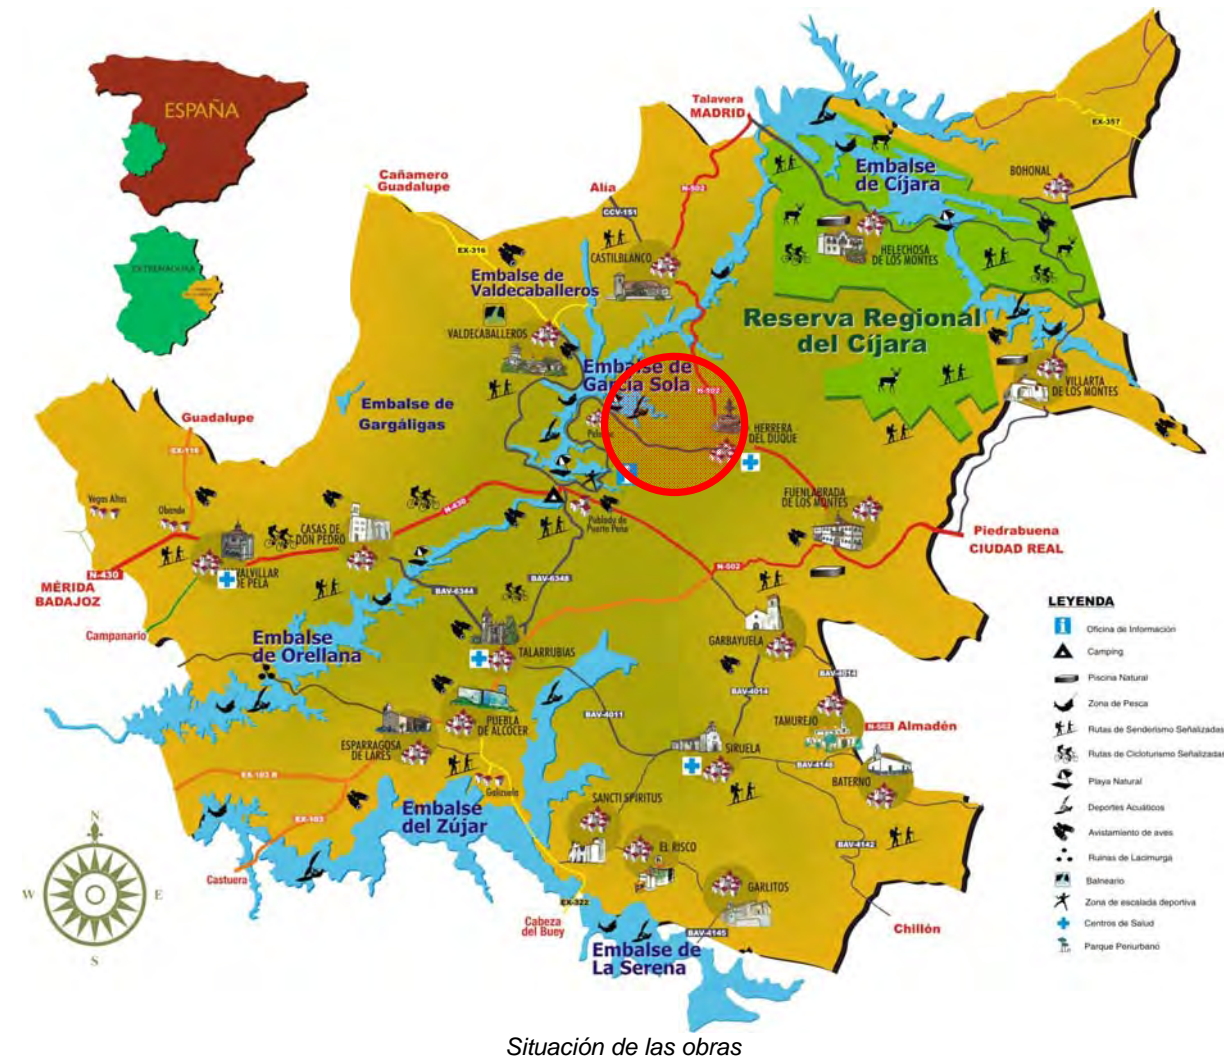 ESPAÑA
EXTREMADURA
Talavera
MADRID
EX-357
Embalse
de Cíjara
BOHONAL
Cañamero
Guadalupe
Alía
N-502
CCV-151
HELECHOSA
DE LOS MONTES
EX-316
CASTILBLANCO
Embalse de
Valdecaballeros
VALDECABALLEROS
Reserva Regional
del Cíjara
Embalse de
García Sola
N-502
VILLARTA
DE LOS MONTES
Embalse de
Gargáligas
Guadalupe
HERRERA
DEL DUQUE
EX-116
Vegas Altas
Obando
CASAS DE
DON PEDRO
N-430
FUENLABRADA
DE LOS MONTES
Poblado de
Puerto Peña
Piedrabuena
CIUDAD REAL
N-430
MÉRIDA
BADAJOZ
NAVALVILLAR
DE PELA
N-502
BAV-6344
BAV-6348
Campanario
Embalse
de Orellana
TALARRUBIAS
GARBAYUELA
BAV-4014
BAV-4014
PUEBLA
DE ALCOCER
BAV-4011
TAMUREJO
N-502 Almadén
ESPARRAGOSA
DE LARES
SIRUELA
BAV-4146
BATERNO
EX-103 R
Galizuela
SANCTI SPIRITUS
EX-103
Embalse
del Zújar
EL RISCO
BAV-4142
Castuera
GARLITOS
EX-322
Cabeza
del Buey
BAV-4145
Chillón
Embalse de
La Serena
N
W
E
S
LEYENDA
Oficina de Información
Camping
Piscina Natural
Zona de Pesca
Rutas de Senderismo Señalizadas
Rutas de Cicloturismo Señalizadas
Playa Natural
Deportes Acuáticos
Avistamiento de aves
Ruinas de Lacimurga
Balneario
Zona de escalada deportiva
Centros de Salud
Parque Periurbano
Situación de las obras